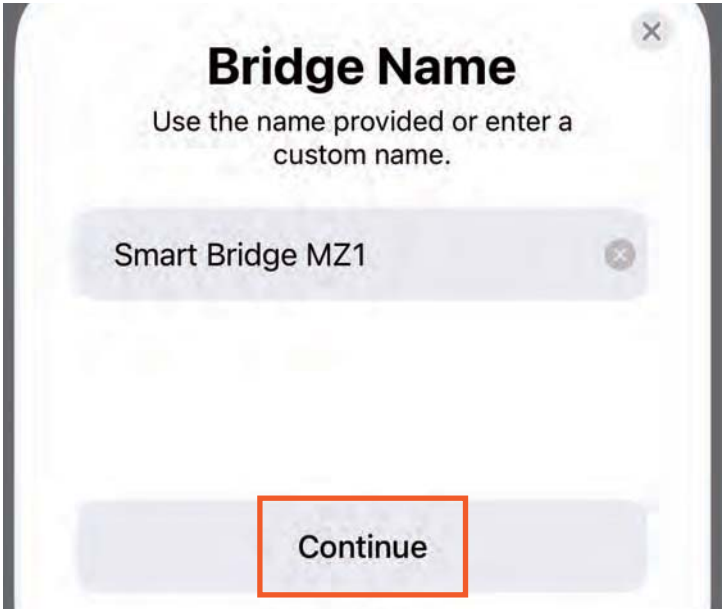 Bridge Name
Use the name provided or enter a
custom name.
Smart Bridge MZ1
Continue